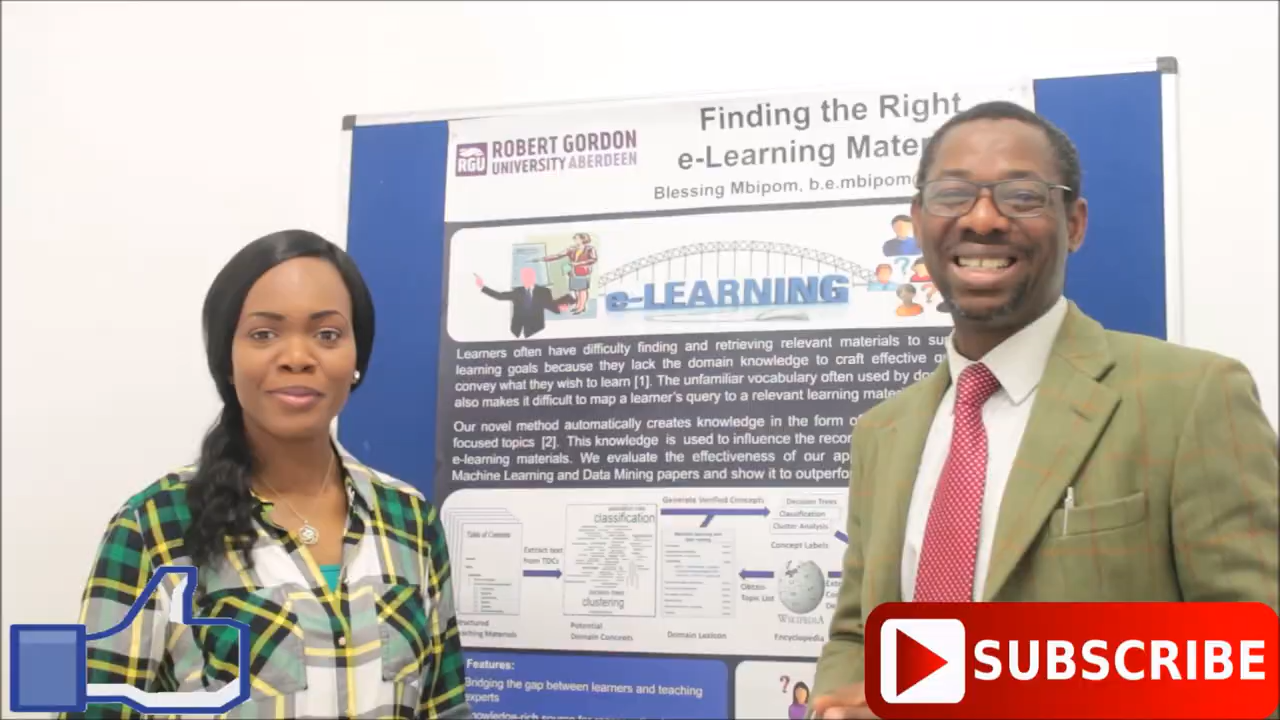 Finding the Right
e-Learning Mater
RGU
ROBERT GORDON
UNIVERSITY ABERDEEN
Blessing Mbipom, b.e.mbipom@
e-LEARNING
Learners often have difficulty finding and retrieving relevant materials to su
learning goals because they lack the domain knowledge to craft effective
convey what they wish to learn [1]. The unfamiliar vocabulary often used by do
also makes it difficult to map a learner's query to a relevant learning mate
Our novel method automatically creates knowledge in the form of
focused topics [2]. This knowledge is used to influence the reco
e-learning materials. We evaluate the effectiveness of our ap
Machine Learning and Data Mining papers and show it to outperfo
Generate Verified Concepts
Decision Trees
Classification
Cluster Analysis
Concept Labels
classification
clustering
Table of Contents
Extract text
from TOCs
Obtain
Topic List
WIKIPEDIA
Encyclopedia
Potential
Domain Concepts
Domain Lexicon
Features:
Bridging the gap between learners and teaching
experts
SUBSCRIBE